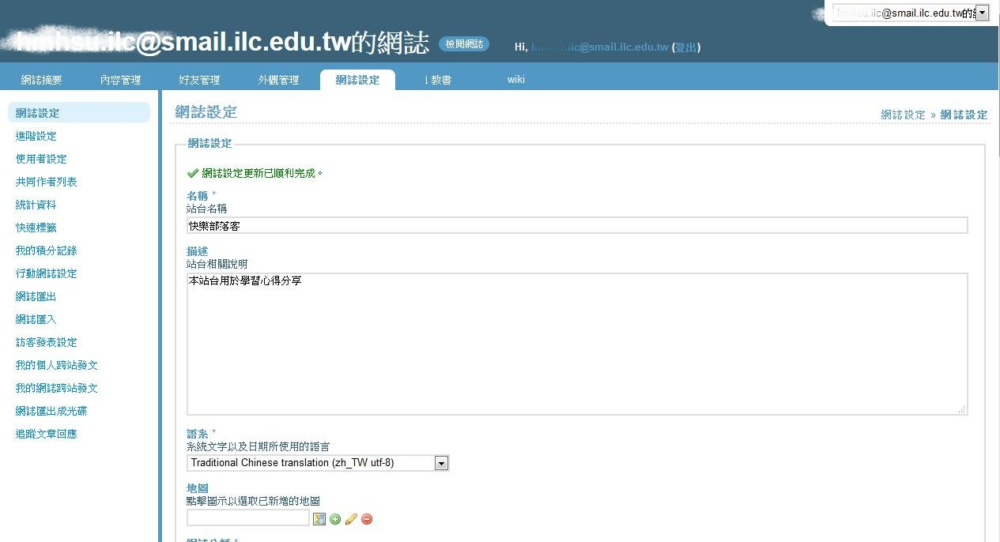 @smail.ilc.edu.tw的
@smail.ilc.edu.tw的網誌 檢閱網誌 Hi, @smail.ilc.edu.tw (登出)
網誌摘要 內容管理 好友管理 外觀管理 網誌設定 i 教書 wiki
網誌設定
進階設定
使用者設定
共同作者列表
統計資料
快速標籤
我的積分記錄
行動網誌設定
網誌匯出
網誌匯入
訪客發表設定
我的個人跨站發文
我的網誌跨站發文
網誌匯出成光碟
追蹤文章回應
網誌設定
網誌設定 » 網誌設定
網誌設定
網誌設定更新已順利完成。
名稱 *
站台名稱
快樂部落客
描述
站台相關說明
本站台用於學習心得分享
語系 *
系統文字以及日期所使用的語言
Traditional Chinese translation (zh_TW utf-8)
地圖
點擊圖示以選取已新增的地圖
網誌分類 *